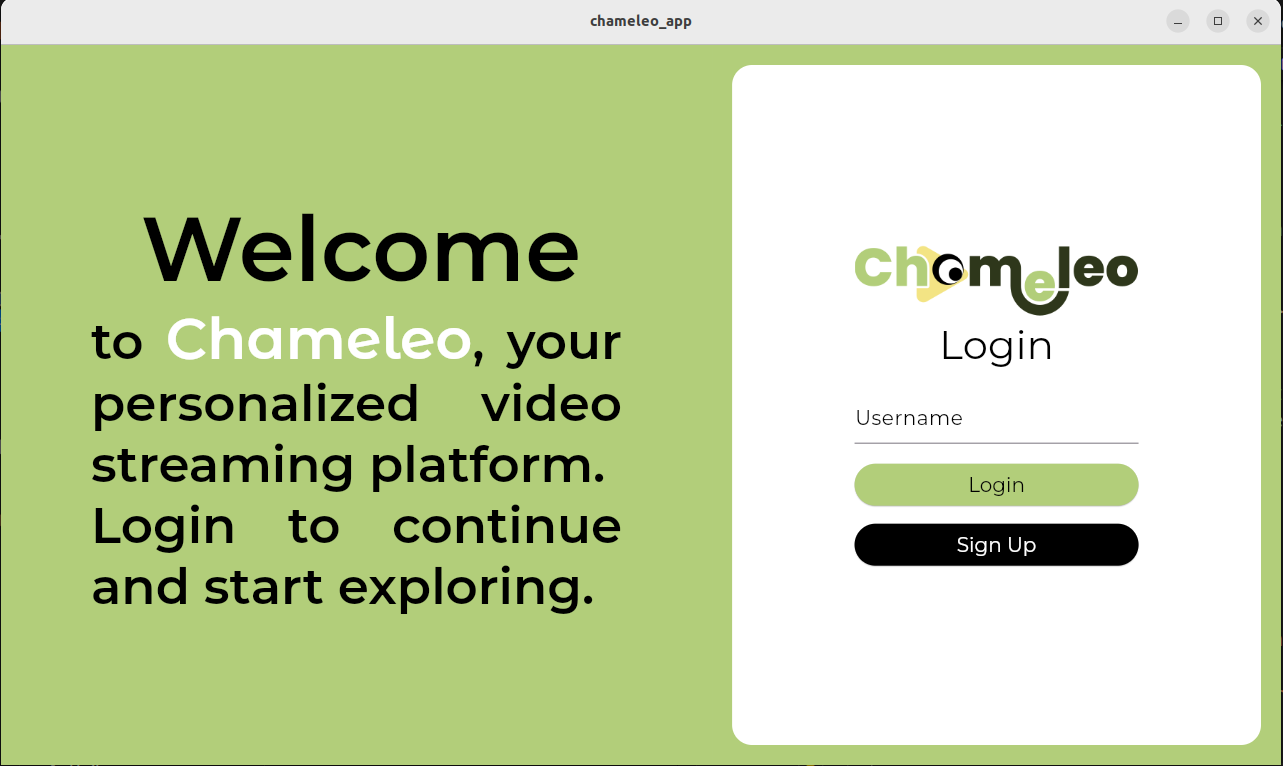 chameleo_app
Welcome
to Chameleo, your
personalized video
streaming platform.
Login to continue
and start exploring.
Chameleo
Login
Username
Login
Sign Up